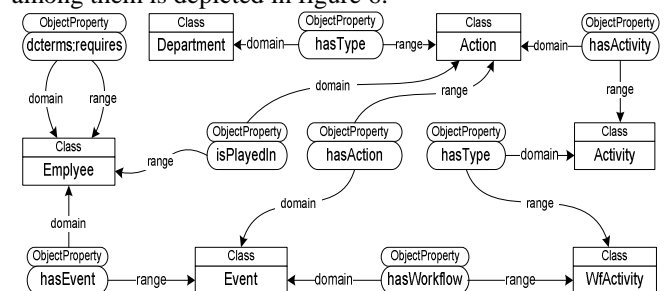 among them is depicted in figure 8.
ObjectProperty
dcterms:requires
Class
Department
domain
ObjectProperty
hasType
range
Class
Action
domain
ObjectProperty
hasActivity
domain
range
domain
range
range
Class
Emplyee
range
ObjectProperty
isPlayedIn
ObjectProperty
hasAction
ObjectProperty
hasType
domain
Class
Activity
domain
domain
range
ObjectProperty
hasEvent
range
Class
Event
domain
ObjectProperty
hasWorkflow
range
Class
WfActivity